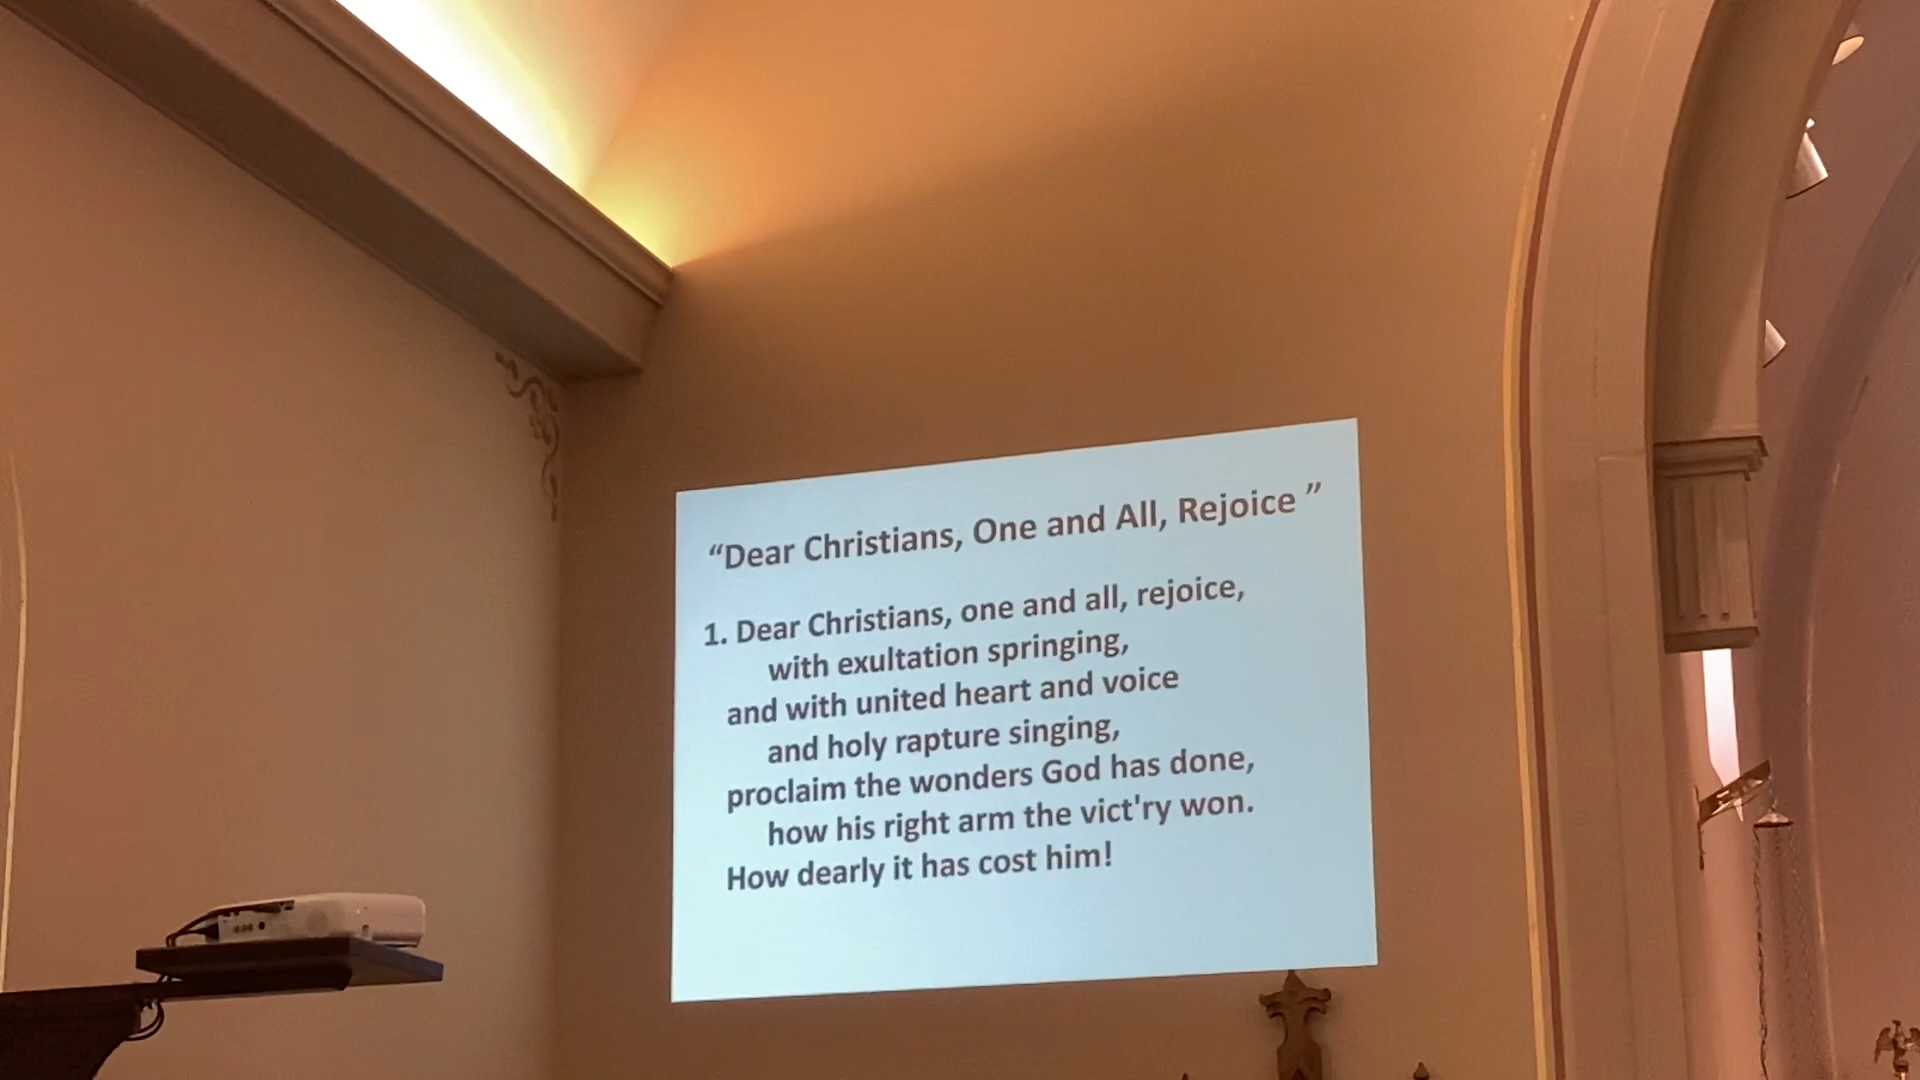 “Dear Christians, One and All, Rejoice ”
1. Dear Christians, one and all, rejoice,
with exultation springing,
and with united heart and voice
and holy rapture singing,
proclaim the wonders God has done,
how his right arm the vict'ry won.
How dearly it has cost him!